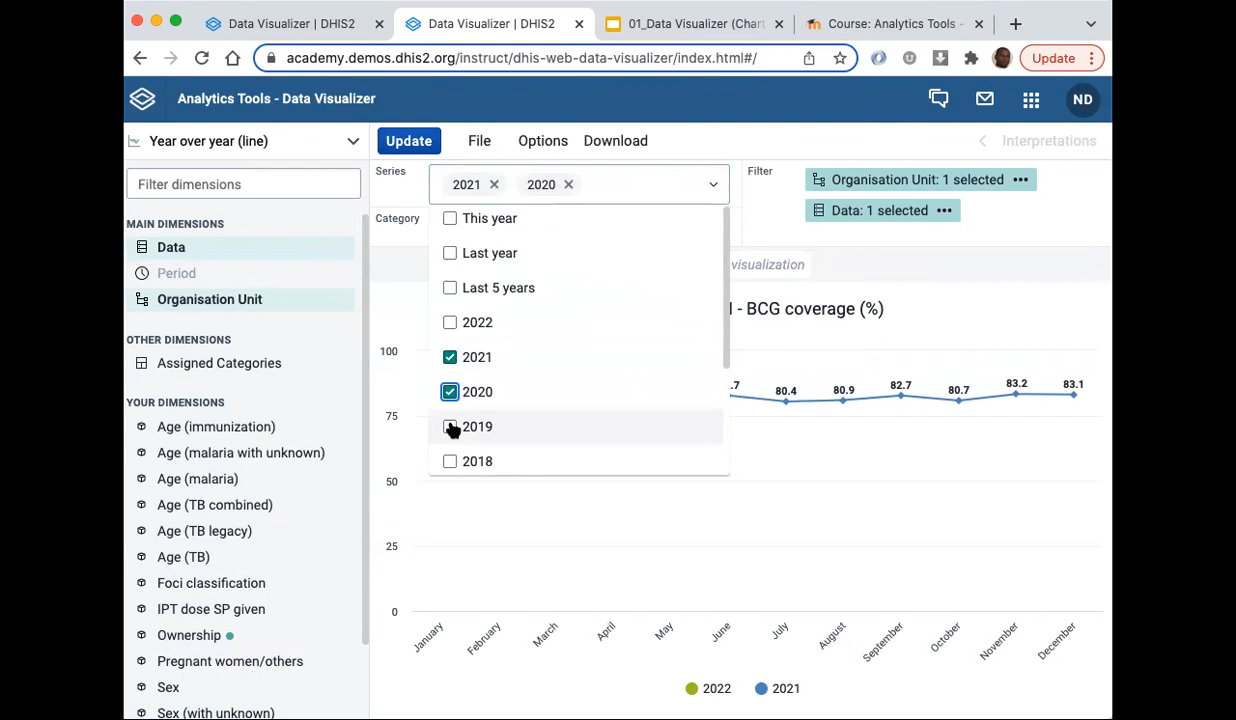 Data Visualizer | DHIS2
Data Visualizer | DHIS2
01_Data Visualizer (Chart
Course: Analytics Tools -
academy.demos.dhis2.org/instruct/dhis-web-data-visualizer/index.html#/
Update
Analytics Tools - Data Visualizer
ND
Year over year (line)
Update
File
Options
Download
Interpretations
Filter dimensions
Series
2021
2020
Filter
Organisation Unit: 1 selected
Data: 1 selected
Category
MAIN DIMENSIONS
Data
Period
Organisation Unit
OTHER DIMENSIONS
Assigned Categories
YOUR DIMENSIONS
Age (immunization)
Age (malaria with unknown)
Age (malaria)
Age (TB combined)
Age (TB legacy)
Age (TB)
Foci classification
IPT dose SP given
Ownership
Pregnant women/others
Sex
Sex (with unknown)
This year
Last year
Last 5 years
2022
2021
2020
2019
2018
visualization
- BCG coverage (%)
100
75
50
25
0
.7
80.4
80.9
82.7
80.7
83.2
83.1
January
February
March
April
May
June
July
August
September
October
November
December
2022
2021